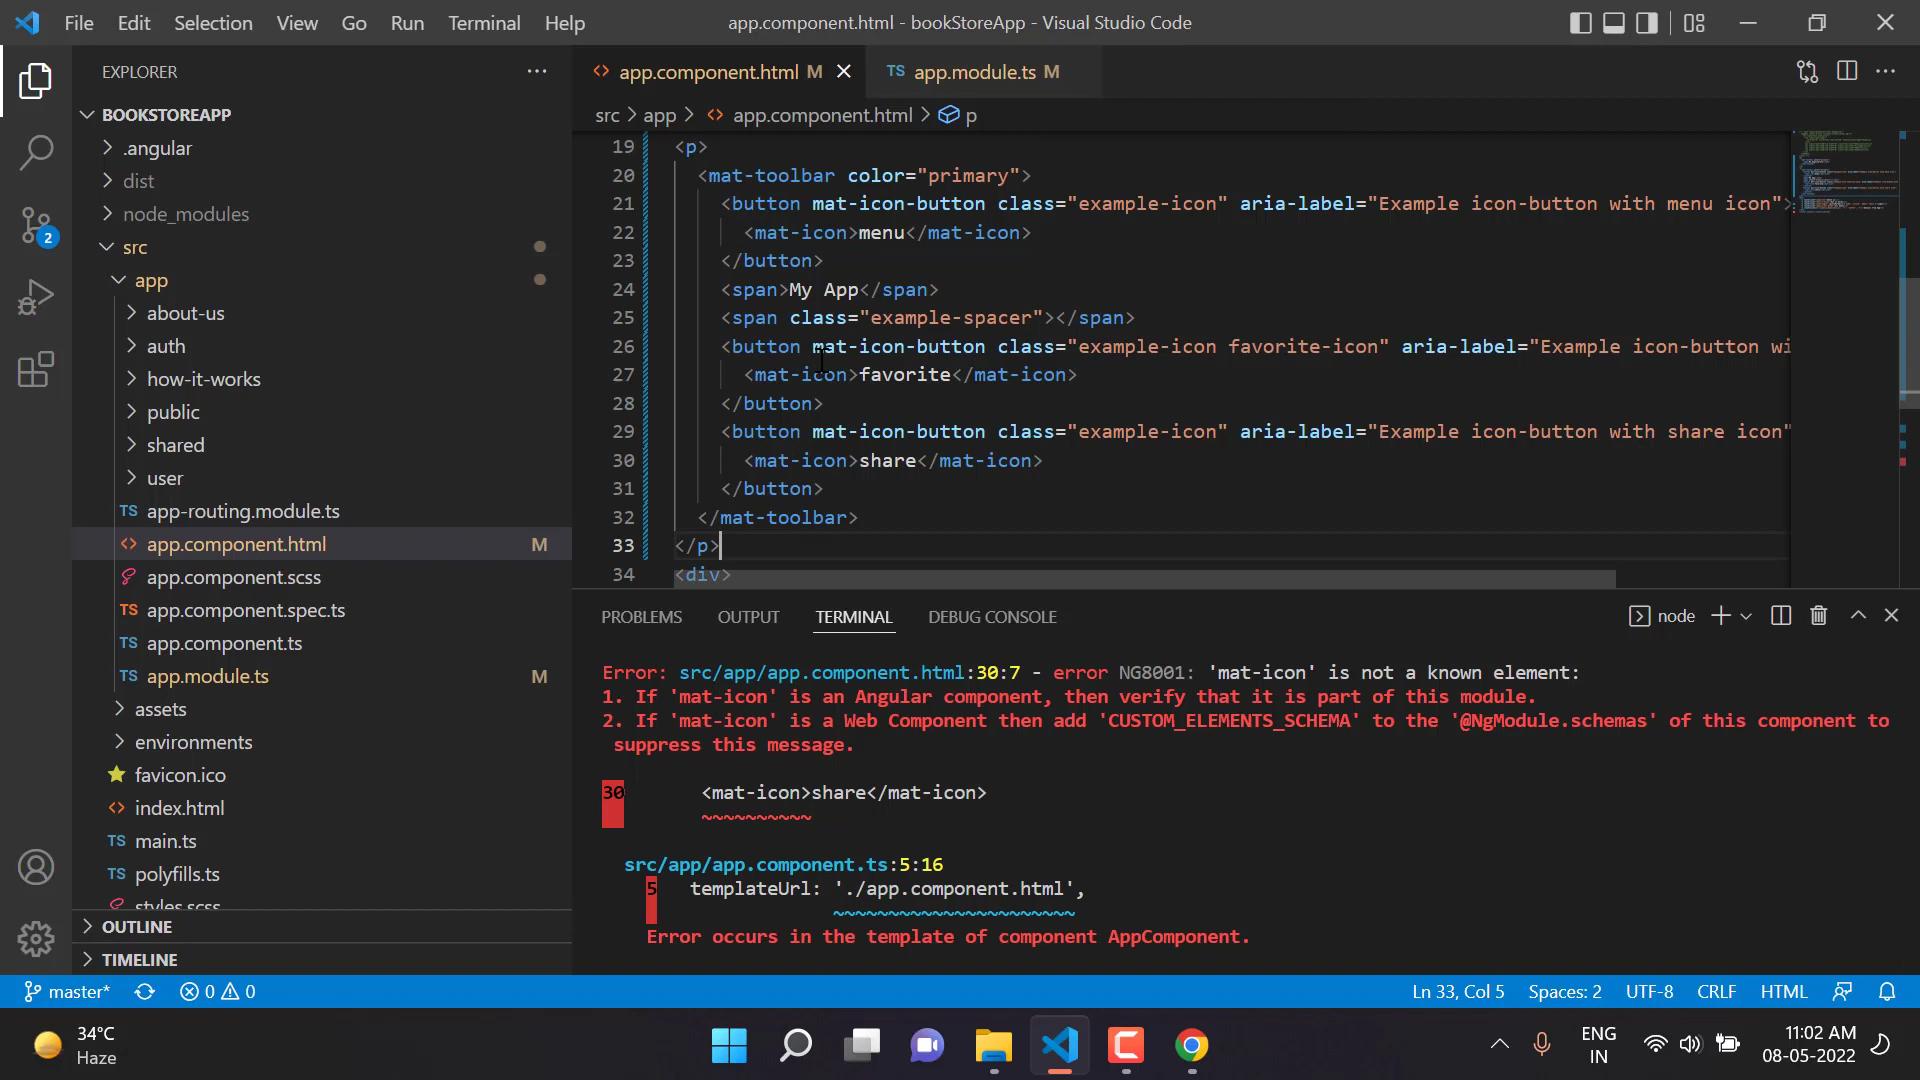 File Edit Selection View Go Run Terminal Help
app.component.html - bookStoreApp - Visual Studio Code
EXPLORER
BOOKSTOREAPP
.angular
dist
node_modules
src
app
about-us
auth
how-it-works
public
shared
user
TS app-routing.module.ts
app.component.html M
app.component.scss
TS app.component.spec.ts
TS app.component.ts
TS app.module.ts M
assets
environments
favicon.ico
index.html
TS main.ts
TS polyfills.ts
styles.scss
OUTLINE
TIMELINE
2
app.component.html M
TS app.module.ts M
src > app > app.component.html > p
19 <p>
20 <mat-toolbar color="primary">
21 <button mat-icon-button class="example-icon" aria-label="Example icon-button with menu icon">
22 <mat-icon>menu</mat-icon>
23 </button>
24 <span>My App</span>
25 <span class="example-spacer"></span>
26 <button mat-icon-button class="example-icon favorite-icon" aria-label="Example icon-button wi
27 <mat-icon>favorite</mat-icon>
28 </button>
29 <button mat-icon-button class="example-icon" aria-label="Example icon-button with share icon"
30 <mat-icon>share</mat-icon>
31 </button>
32 </mat-toolbar>
33 </p>
34 <div>
PROBLEMS OUTPUT TERMINAL DEBUG CONSOLE
node
Error: src/app/app.component.html:30:7 - error NG8001: 'mat-icon' is not a known element:
1. If 'mat-icon' is an Angular component, then verify that it is part of this module.
2. If 'mat-icon' is a Web Component then add 'CUSTOM_ELEMENTS_SCHEMA' to the '@NgModule.schemas' of this component to
suppress this message.
30 <mat-icon>share</mat-icon>
~~~~~~~~~~
src/app/app.component.ts:5:16
5 templateUrl: './app.component.html',
~~~~~~~~~~~~~~~~~~~~~~
Error occurs in the template of component AppComponent.
master* 0 0
Ln 33, Col 5 Spaces: 2 UTF-8 CRLF HTML
34°C
Haze
ENG
IN
11:02 AM
08-05-2022